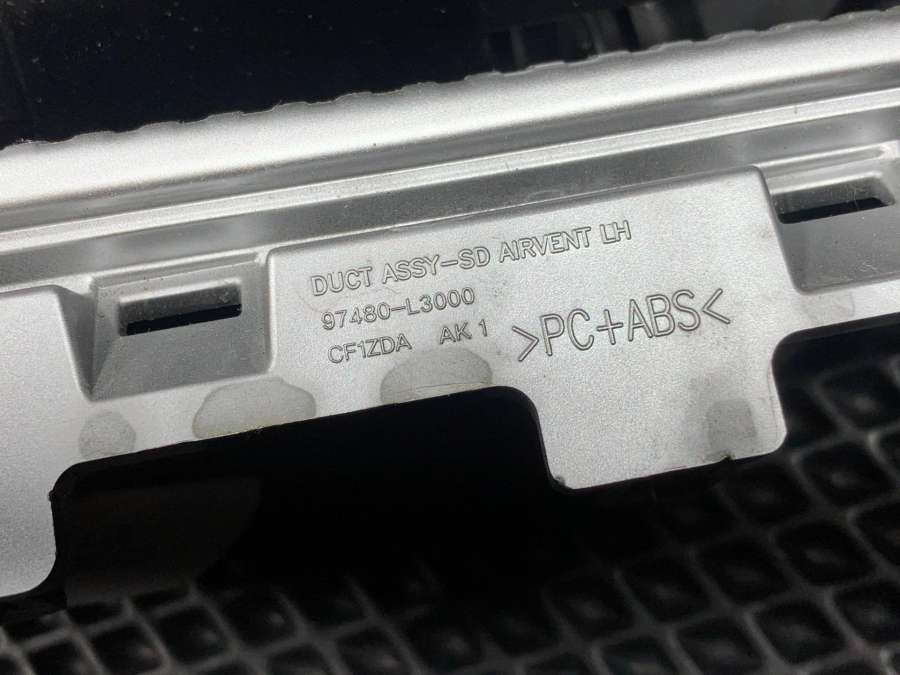 DUCT ASSY-SD AIRVENT LH
97480-L3000
CF1ZDA AK 1
>PC+ABS<